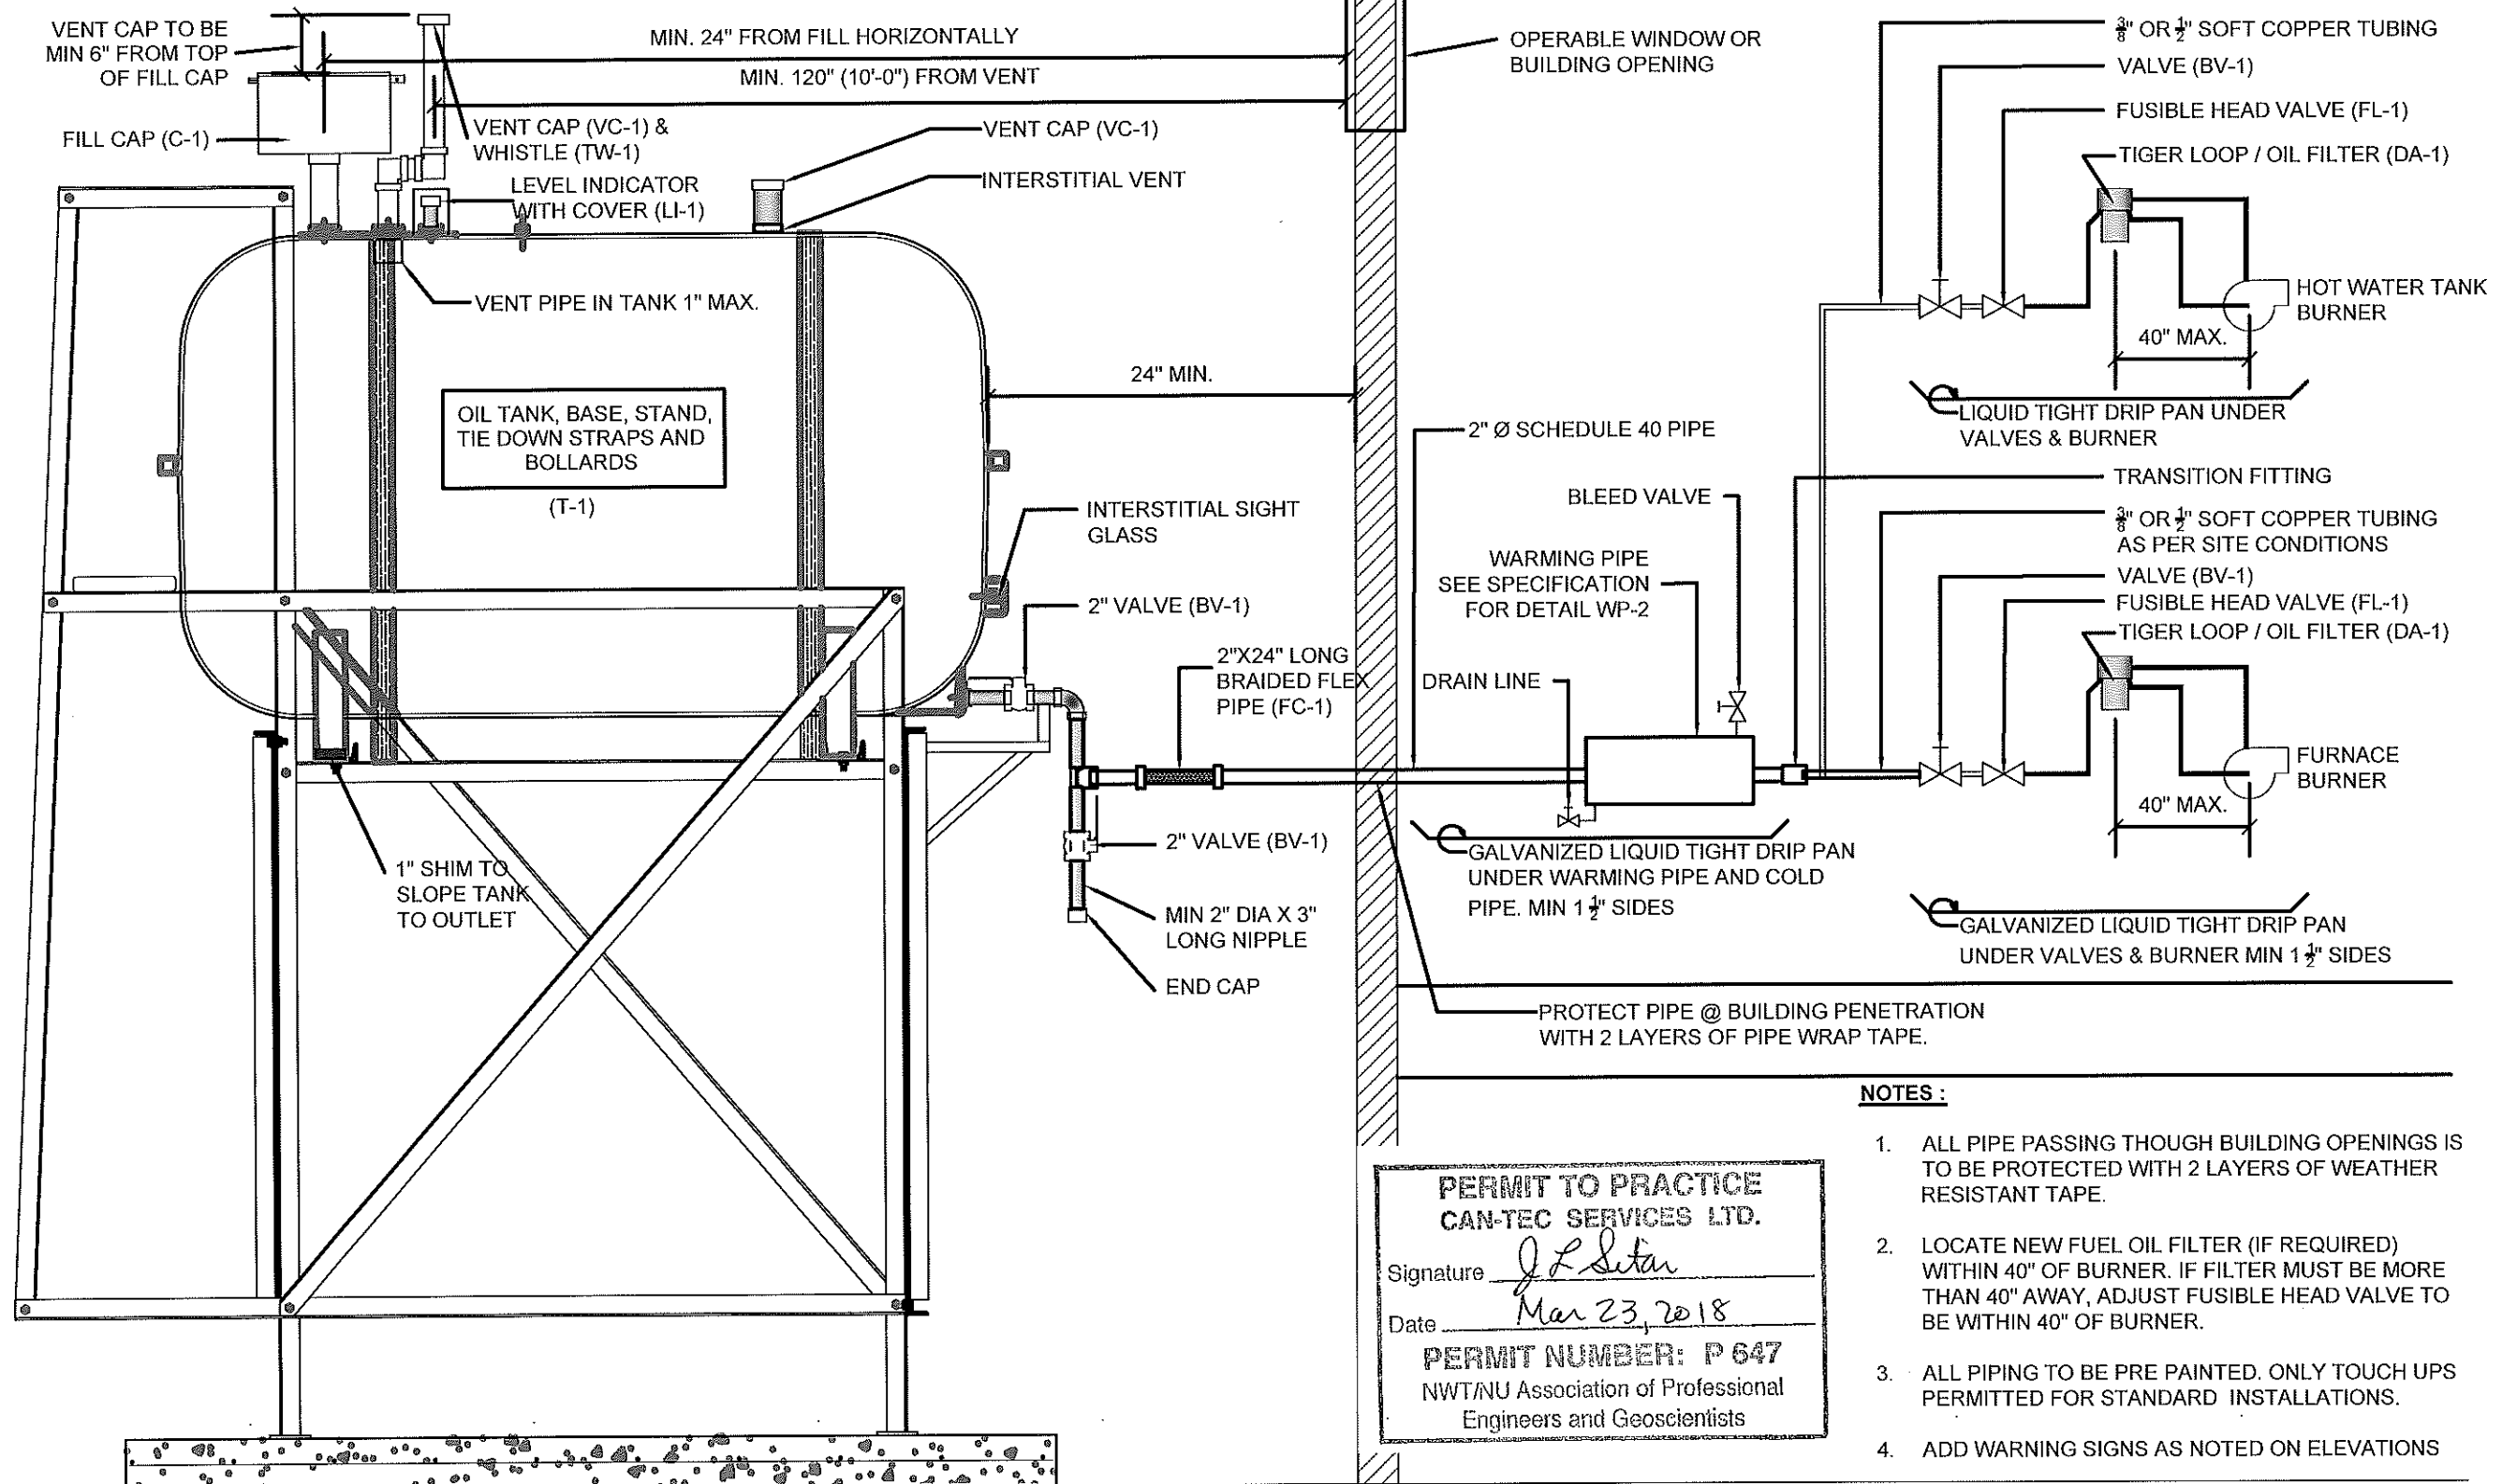 VENT CAP TO BE
MIN 6" FROM TOP
OF FILL CAP
FILL CAP (C-1)
MIN. 24" FROM FILL HORIZONTALLY
MIN. 120" (10'-0") FROM VENT
VENT CAP (VC-1) &
WHISTLE (TW-1)
LEVEL INDICATOR
WITH COVER (LI-1)
VENT CAP (VC-1)
INTERSTITIAL VENT
VENT PIPE IN TANK 1" MAX.
OIL TANK, BASE, STAND,
TIE DOWN STRAPS AND
BOLLARDS
(T-1)
24" MIN.
INTERSTITIAL SIGHT
GLASS
2" VALVE (BV-1)
2"X24" LONG
BRAIDED FLEX
PIPE (FC-1)
2" VALVE (BV-1)
MIN 2" DIA X 3"
LONG NIPPLE
END CAP
1" SHIM TO
SLOPE TANK
TO OUTLET
OPERABLE WINDOW OR
BUILDING OPENING
2" Ø SCHEDULE 40 PIPE
BLEED VALVE
WARMING PIPE
SEE SPECIFICATION
FOR DETAIL WP-2
DRAIN LINE
GALVANIZED LIQUID TIGHT DRIP PAN
UNDER WARMING PIPE AND COLD
PIPE. MIN 1 1/2" SIDES
3/8" OR 1/2" SOFT COPPER TUBING
VALVE (BV-1)
FUSIBLE HEAD VALVE (FL-1)
TIGER LOOP / OIL FILTER (DA-1)
HOT WATER TANK
BURNER
40" MAX.
LIQUID TIGHT DRIP PAN UNDER
VALVES & BURNER
TRANSITION FITTING
3/8" OR 1/2" SOFT COPPER TUBING
AS PER SITE CONDITIONS
VALVE (BV-1)
FUSIBLE HEAD VALVE (FL-1)
TIGER LOOP / OIL FILTER (DA-1)
FURNACE
BURNER
40" MAX.
GALVANIZED LIQUID TIGHT DRIP PAN
UNDER VALVES & BURNER MIN 1 1/2" SIDES
PROTECT PIPE @ BUILDING PENETRATION
WITH 2 LAYERS OF PIPE WRAP TAPE.
NOTES :
1. ALL PIPE PASSING THOUGH BUILDING OPENINGS IS
TO BE PROTECTED WITH 2 LAYERS OF WEATHER
RESISTANT TAPE.
2. LOCATE NEW FUEL OIL FILTER (IF REQUIRED)
WITHIN 40" OF BURNER. IF FILTER MUST BE MORE
THAN 40" AWAY, ADJUST FUSIBLE HEAD VALVE TO
BE WITHIN 40" OF BURNER.
3. ALL PIPING TO BE PRE PAINTED. ONLY TOUCH UPS
PERMITTED FOR STANDARD INSTALLATIONS.
4. ADD WARNING SIGNS AS NOTED ON ELEVATIONS
PERMIT TO PRACTICE
CAN-TEC SERVICES LTD.
Signature
Date Mar 23, 2018
PERMIT NUMBER: P 647
NWT/NU Association of Professional
Engineers and Geoscientists